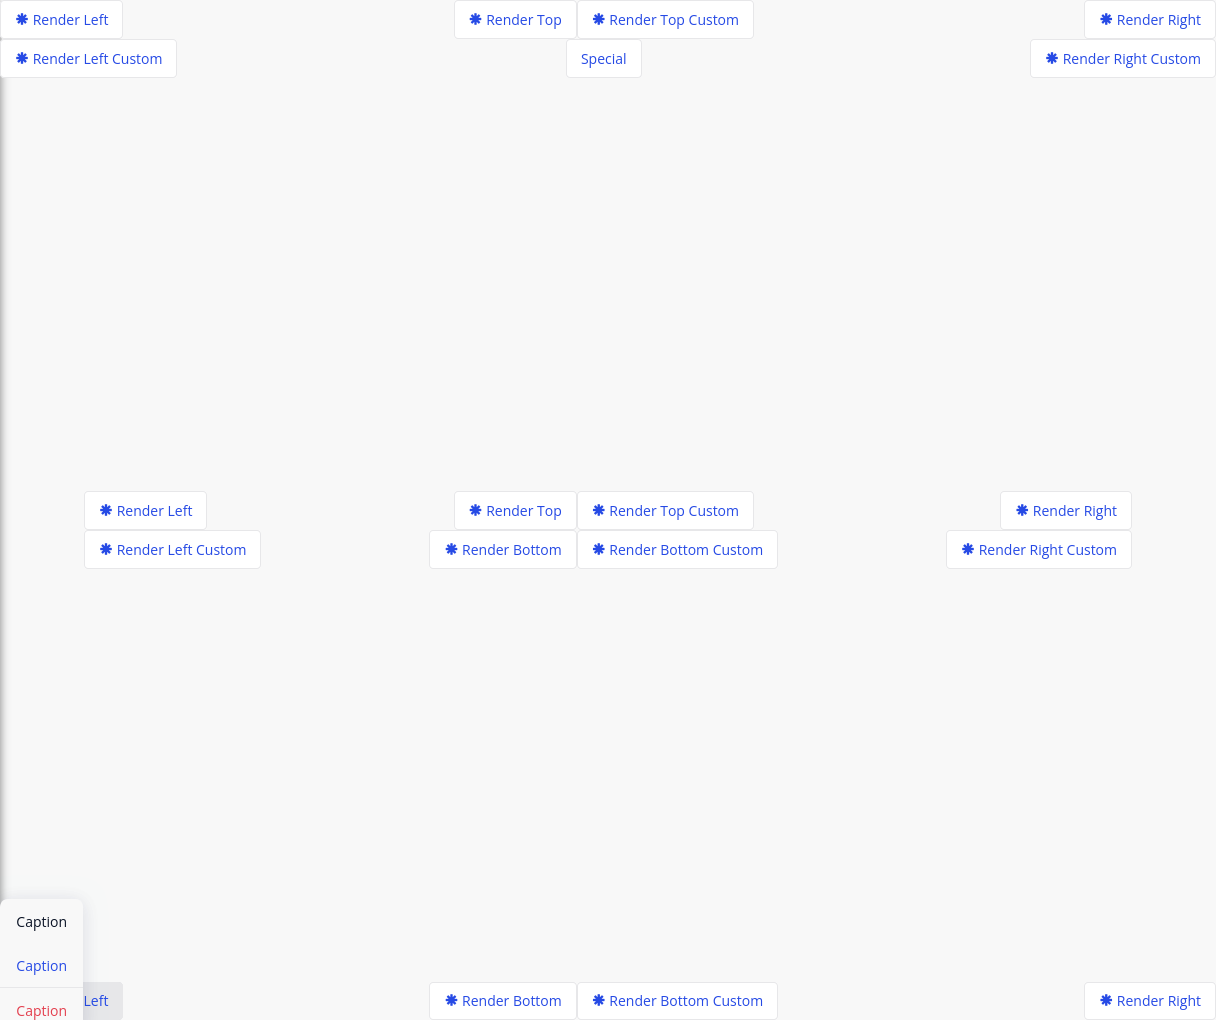 Render Left
Render Top
Render Top Custom
Render Right
Render Left Custom
Special
Render Right Custom
Render Left
Render Top
Render Top Custom
Render Right
Render Left Custom
Render Bottom
Render Bottom Custom
Render Right Custom
Caption
Caption
Caption
Left
Render Bottom
Render Bottom Custom
Render Right